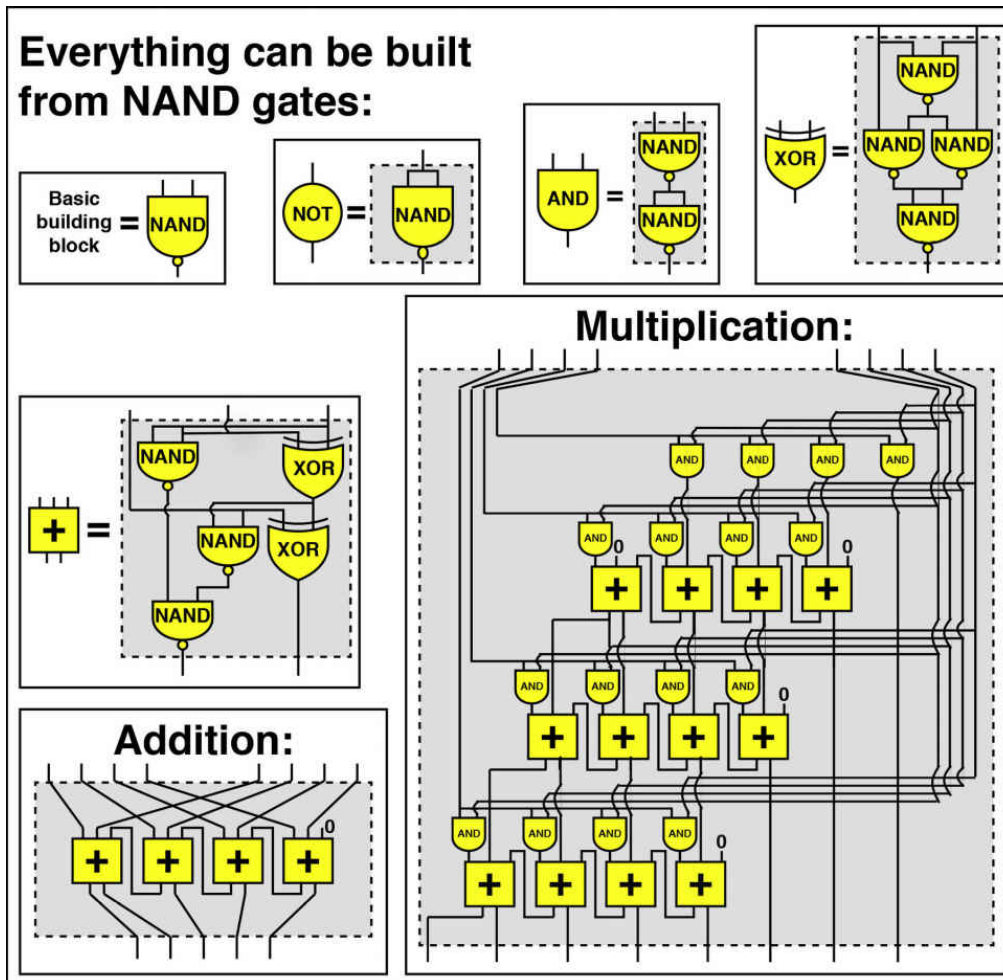 Everything can be built
from NAND gates:
Basic
building
block
=
NAND
NOT
=
NAND
AND
=
NAND
NAND
XOR
=
NAND
NAND NAND
NAND
+
=
NAND
XOR
NAND
XOR
NAND
Addition:
0
+ + + +
Multiplication:
AND AND AND AND
AND AND AND AND
0 0
+ + + +
AND AND AND AND
0
+ + + +
AND AND AND AND
0
+ + + +